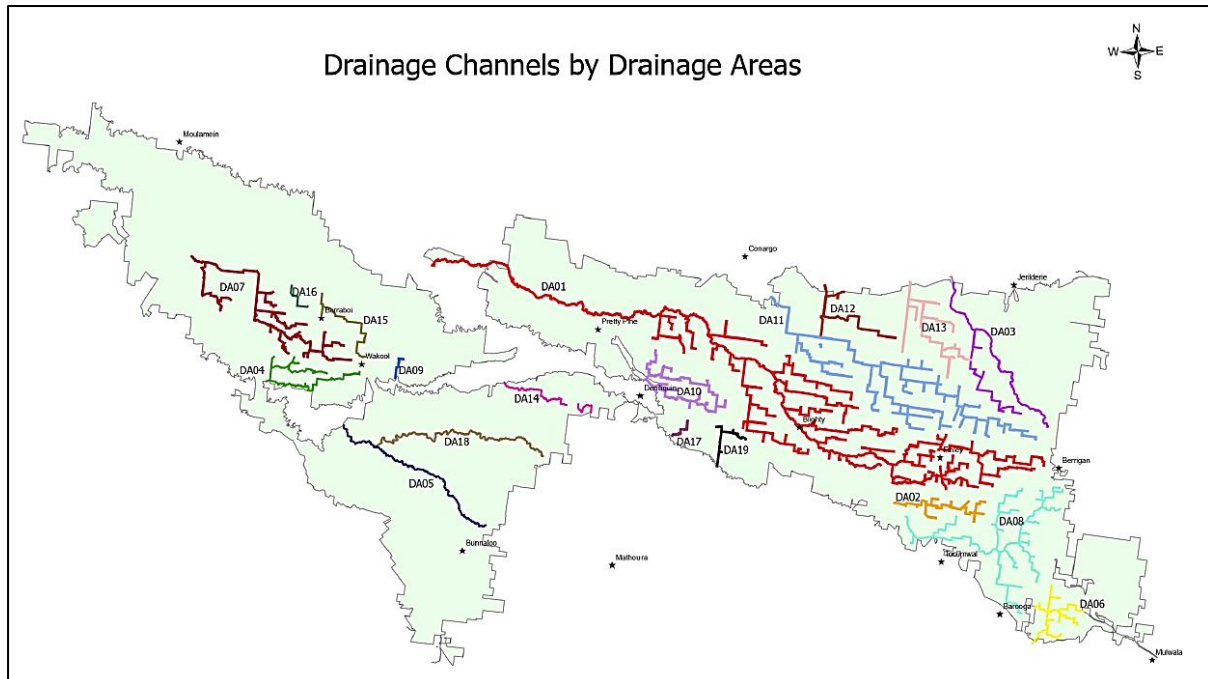 N
W E
S
Drainage Channels by Drainage Areas
Moulamein
Conargo
DA07
DA16
DA01
Jerilderie
Burraboi
DA15
DA11
DA12
DA13
DA03
Pretty Pine
Wakool
DA04
DA09
DA14
Deniliquin
DA10
Blighty
DA18
DA17
DA19
Finley
Berrigan
DA05
DA02
DA08
Bunnaloo
Mathoura
Tocumwal
DA06
Barooga
Mulwala